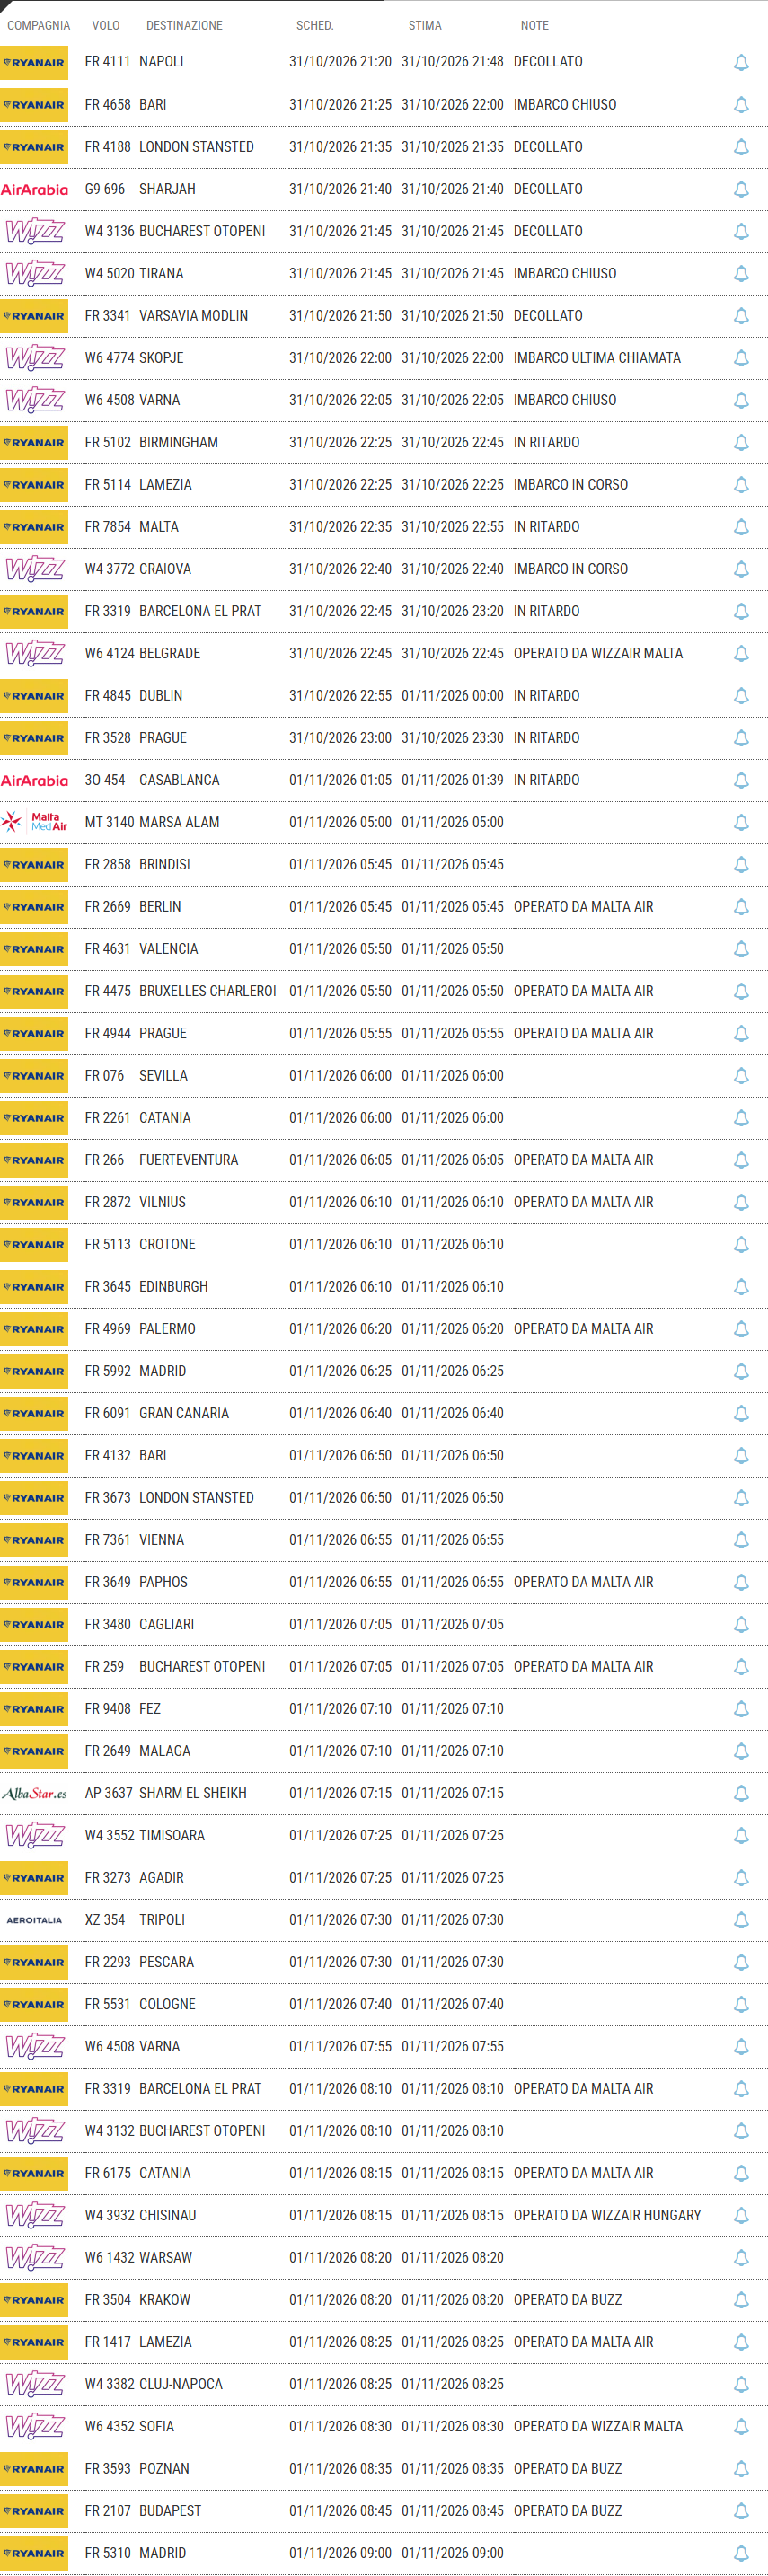 COMPAGNIA VOLO DESTINAZIONE SCHED. STIMA NOTE
RYANAIR FR 4111 NAPOLI 31/10/2026 21:20 31/10/2026 21:48 DECOLLATO
RYANAIR FR 4658 BARI 31/10/2026 21:25 31/10/2026 22:00 IMBARCO CHIUSO
RYANAIR FR 4188 LONDON STANSTED 31/10/2026 21:35 31/10/2026 21:35 DECOLLATO
AirArabia G9 696 SHARJAH 31/10/2026 21:40 31/10/2026 21:40 DECOLLATO
WIZZ W4 3136 BUCHAREST OTOPENI 31/10/2026 21:45 31/10/2026 21:45 DECOLLATO
WIZZ W4 5020 TIRANA 31/10/2026 21:45 31/10/2026 21:45 IMBARCO CHIUSO
RYANAIR FR 3341 VARSAVIA MODLIN 31/10/2026 21:50 31/10/2026 21:50 DECOLLATO
WIZZ W6 4774 SKOPJE 31/10/2026 22:00 31/10/2026 22:00 IMBARCO ULTIMA CHIAMATA
WIZZ W6 4508 VARNA 31/10/2026 22:05 31/10/2026 22:05 IMBARCO CHIUSO
RYANAIR FR 5102 BIRMINGHAM 31/10/2026 22:25 31/10/2026 22:45 IN RITARDO
RYANAIR FR 5114 LAMEZIA 31/10/2026 22:25 31/10/2026 22:25 IMBARCO IN CORSO
RYANAIR FR 7854 MALTA 31/10/2026 22:35 31/10/2026 22:55 IN RITARDO
WIZZ W4 3772 CRAIOVA 31/10/2026 22:40 31/10/2026 22:40 IMBARCO IN CORSO
RYANAIR FR 3319 BARCELONA EL PRAT 31/10/2026 22:45 31/10/2026 23:20 IN RITARDO
WIZZ W6 4124 BELGRADE 31/10/2026 22:45 31/10/2026 22:45 OPERATO DA WIZZAIR MALTA
RYANAIR FR 4845 DUBLIN 31/10/2026 22:55 01/11/2026 00:00 IN RITARDO
RYANAIR FR 3528 PRAGUE 31/10/2026 23:00 31/10/2026 23:30 IN RITARDO
AirArabia 3O 454 CASABLANCA 01/11/2026 01:05 01/11/2026 01:39 IN RITARDO
Malta MedAir MT 3140 MARSA ALAM 01/11/2026 05:00 01/11/2026 05:00
RYANAIR FR 2858 BRINDISI 01/11/2026 05:45 01/11/2026 05:45
RYANAIR FR 2669 BERLIN 01/11/2026 05:45 01/11/2026 05:45 OPERATO DA MALTA AIR
RYANAIR FR 4631 VALENCIA 01/11/2026 05:50 01/11/2026 05:50
RYANAIR FR 4475 BRUXELLES CHARLEROI 01/11/2026 05:50 01/11/2026 05:50 OPERATO DA MALTA AIR
RYANAIR FR 4944 PRAGUE 01/11/2026 05:55 01/11/2026 05:55 OPERATO DA MALTA AIR
RYANAIR FR 076 SEVILLA 01/11/2026 06:00 01/11/2026 06:00
RYANAIR FR 2261 CATANIA 01/11/2026 06:00 01/11/2026 06:00
RYANAIR FR 266 FUERTEVENTURA 01/11/2026 06:05 01/11/2026 06:05 OPERATO DA MALTA AIR
RYANAIR FR 2872 VILNIUS 01/11/2026 06:10 01/11/2026 06:10 OPERATO DA MALTA AIR
RYANAIR FR 5113 CROTONE 01/11/2026 06:10 01/11/2026 06:10
RYANAIR FR 3645 EDINBURGH 01/11/2026 06:10 01/11/2026 06:10
RYANAIR FR 4969 PALERMO 01/11/2026 06:20 01/11/2026 06:20 OPERATO DA MALTA AIR
RYANAIR FR 5992 MADRID 01/11/2026 06:25 01/11/2026 06:25
RYANAIR FR 6091 GRAN CANARIA 01/11/2026 06:40 01/11/2026 06:40
RYANAIR FR 4132 BARI 01/11/2026 06:50 01/11/2026 06:50
RYANAIR FR 3673 LONDON STANSTED 01/11/2026 06:50 01/11/2026 06:50
RYANAIR FR 7361 VIENNA 01/11/2026 06:55 01/11/2026 06:55
RYANAIR FR 3649 PAPHOS 01/11/2026 06:55 01/11/2026 06:55 OPERATO DA MALTA AIR
RYANAIR FR 3480 CAGLIARI 01/11/2026 07:05 01/11/2026 07:05
RYANAIR FR 259 BUCHAREST OTOPENI 01/11/2026 07:05 01/11/2026 07:05 OPERATO DA MALTA AIR
RYANAIR FR 9408 FEZ 01/11/2026 07:10 01/11/2026 07:10
RYANAIR FR 2649 MALAGA 01/11/2026 07:10 01/11/2026 07:10
AlbaStar.es AP 3637 SHARM EL SHEIKH 01/11/2026 07:15 01/11/2026 07:15
WIZZ W4 3552 TIMISOARA 01/11/2026 07:25 01/11/2026 07:25
RYANAIR FR 3273 AGADIR 01/11/2026 07:25 01/11/2026 07:25
AEROITALIA XZ 354 TRIPOLI 01/11/2026 07:30 01/11/2026 07:30
RYANAIR FR 2293 PESCARA 01/11/2026 07:30 01/11/2026 07:30
RYANAIR FR 5531 COLOGNE 01/11/2026 07:40 01/11/2026 07:40
WIZZ W6 4508 VARNA 01/11/2026 07:55 01/11/2026 07:55
RYANAIR FR 3319 BARCELONA EL PRAT 01/11/2026 08:10 01/11/2026 08:10 OPERATO DA MALTA AIR
WIZZ W4 3132 BUCHAREST OTOPENI 01/11/2026 08:10 01/11/2026 08:10
RYANAIR FR 6175 CATANIA 01/11/2026 08:15 01/11/2026 08:15 OPERATO DA MALTA AIR
WIZZ W4 3932 CHISINAU 01/11/2026 08:15 01/11/2026 08:15 OPERATO DA WIZZAIR HUNGARY
WIZZ W6 1432 WARSAW 01/11/2026 08:20 01/11/2026 08:20
RYANAIR FR 3504 KRAKOW 01/11/2026 08:20 01/11/2026 08:20 OPERATO DA BUZZ
RYANAIR FR 1417 LAMEZIA 01/11/2026 08:25 01/11/2026 08:25 OPERATO DA MALTA AIR
WIZZ W4 3382 CLUJ-NAPOCA 01/11/2026 08:25 01/11/2026 08:25
WIZZ W6 4352 SOFIA 01/11/2026 08:30 01/11/2026 08:30 OPERATO DA WIZZAIR MALTA
RYANAIR FR 3593 POZNAN 01/11/2026 08:35 01/11/2026 08:35 OPERATO DA BUZZ
RYANAIR FR 2107 BUDAPEST 01/11/2026 08:45 01/11/2026 08:45 OPERATO DA BUZZ
RYANAIR FR 5310 MADRID 01/11/2026 09:00 01/11/2026 09:00